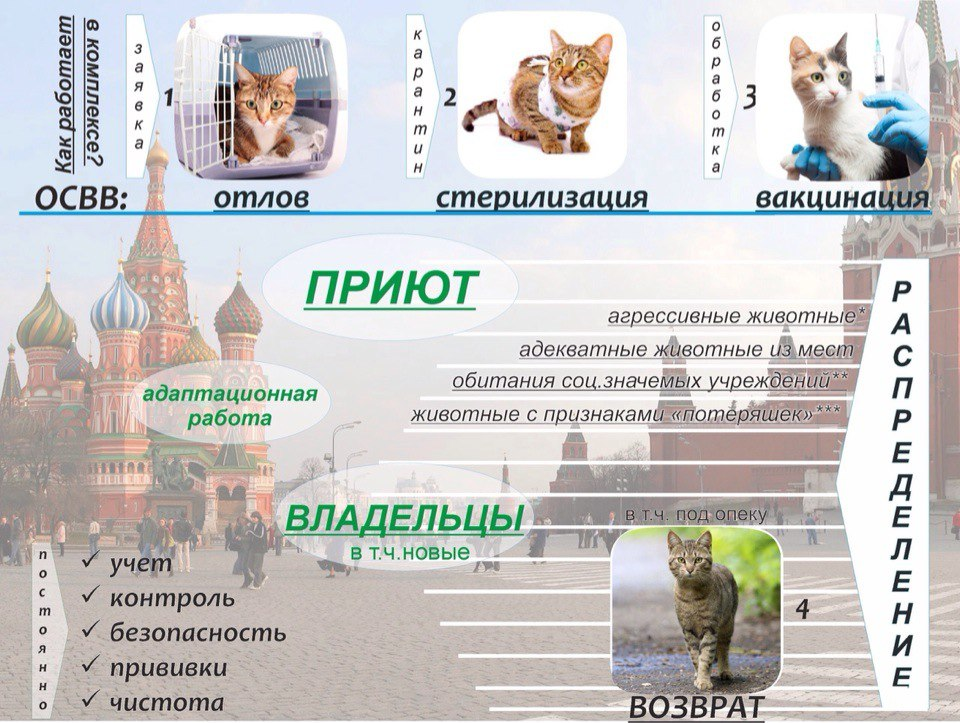 Как работает
в комплексе?
заявка
1
карантин
2
обработка
3
ОСВВ:
отлов
стерилизация
вакцинация
ПРИЮТ
агрессивные животные*
адекватные животные из мест
обитания соц.значемых учреждений**
животные с признаками «потеряшек»***
адаптационная
работа
РАСПРЕДЕЛЕНИЕ
ВЛАДЕЛЬЦЫ
в т.ч.новые
в т.ч. под опеку
4
ВОЗВРАТ
постоянно
✓ учет
✓ контроль
✓ безопасность
✓ прививки
✓ чистота